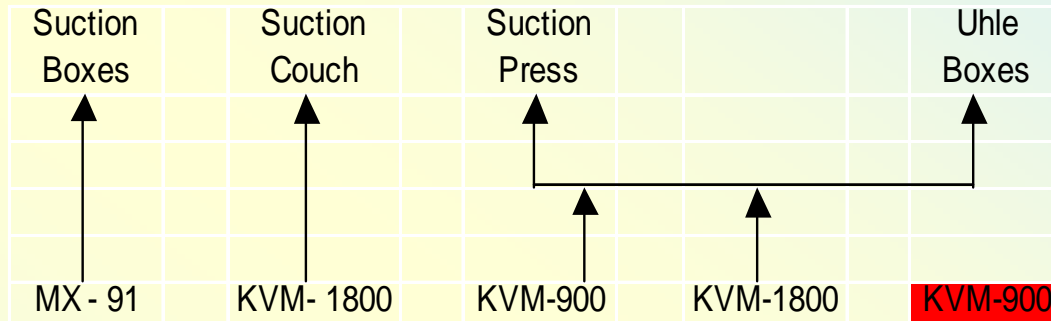 Suction Suction Suction Uhle
Boxes Couch Press Boxes
MX - 91 KVM- 1800 KVM-900 KVM-1800 KVM-900